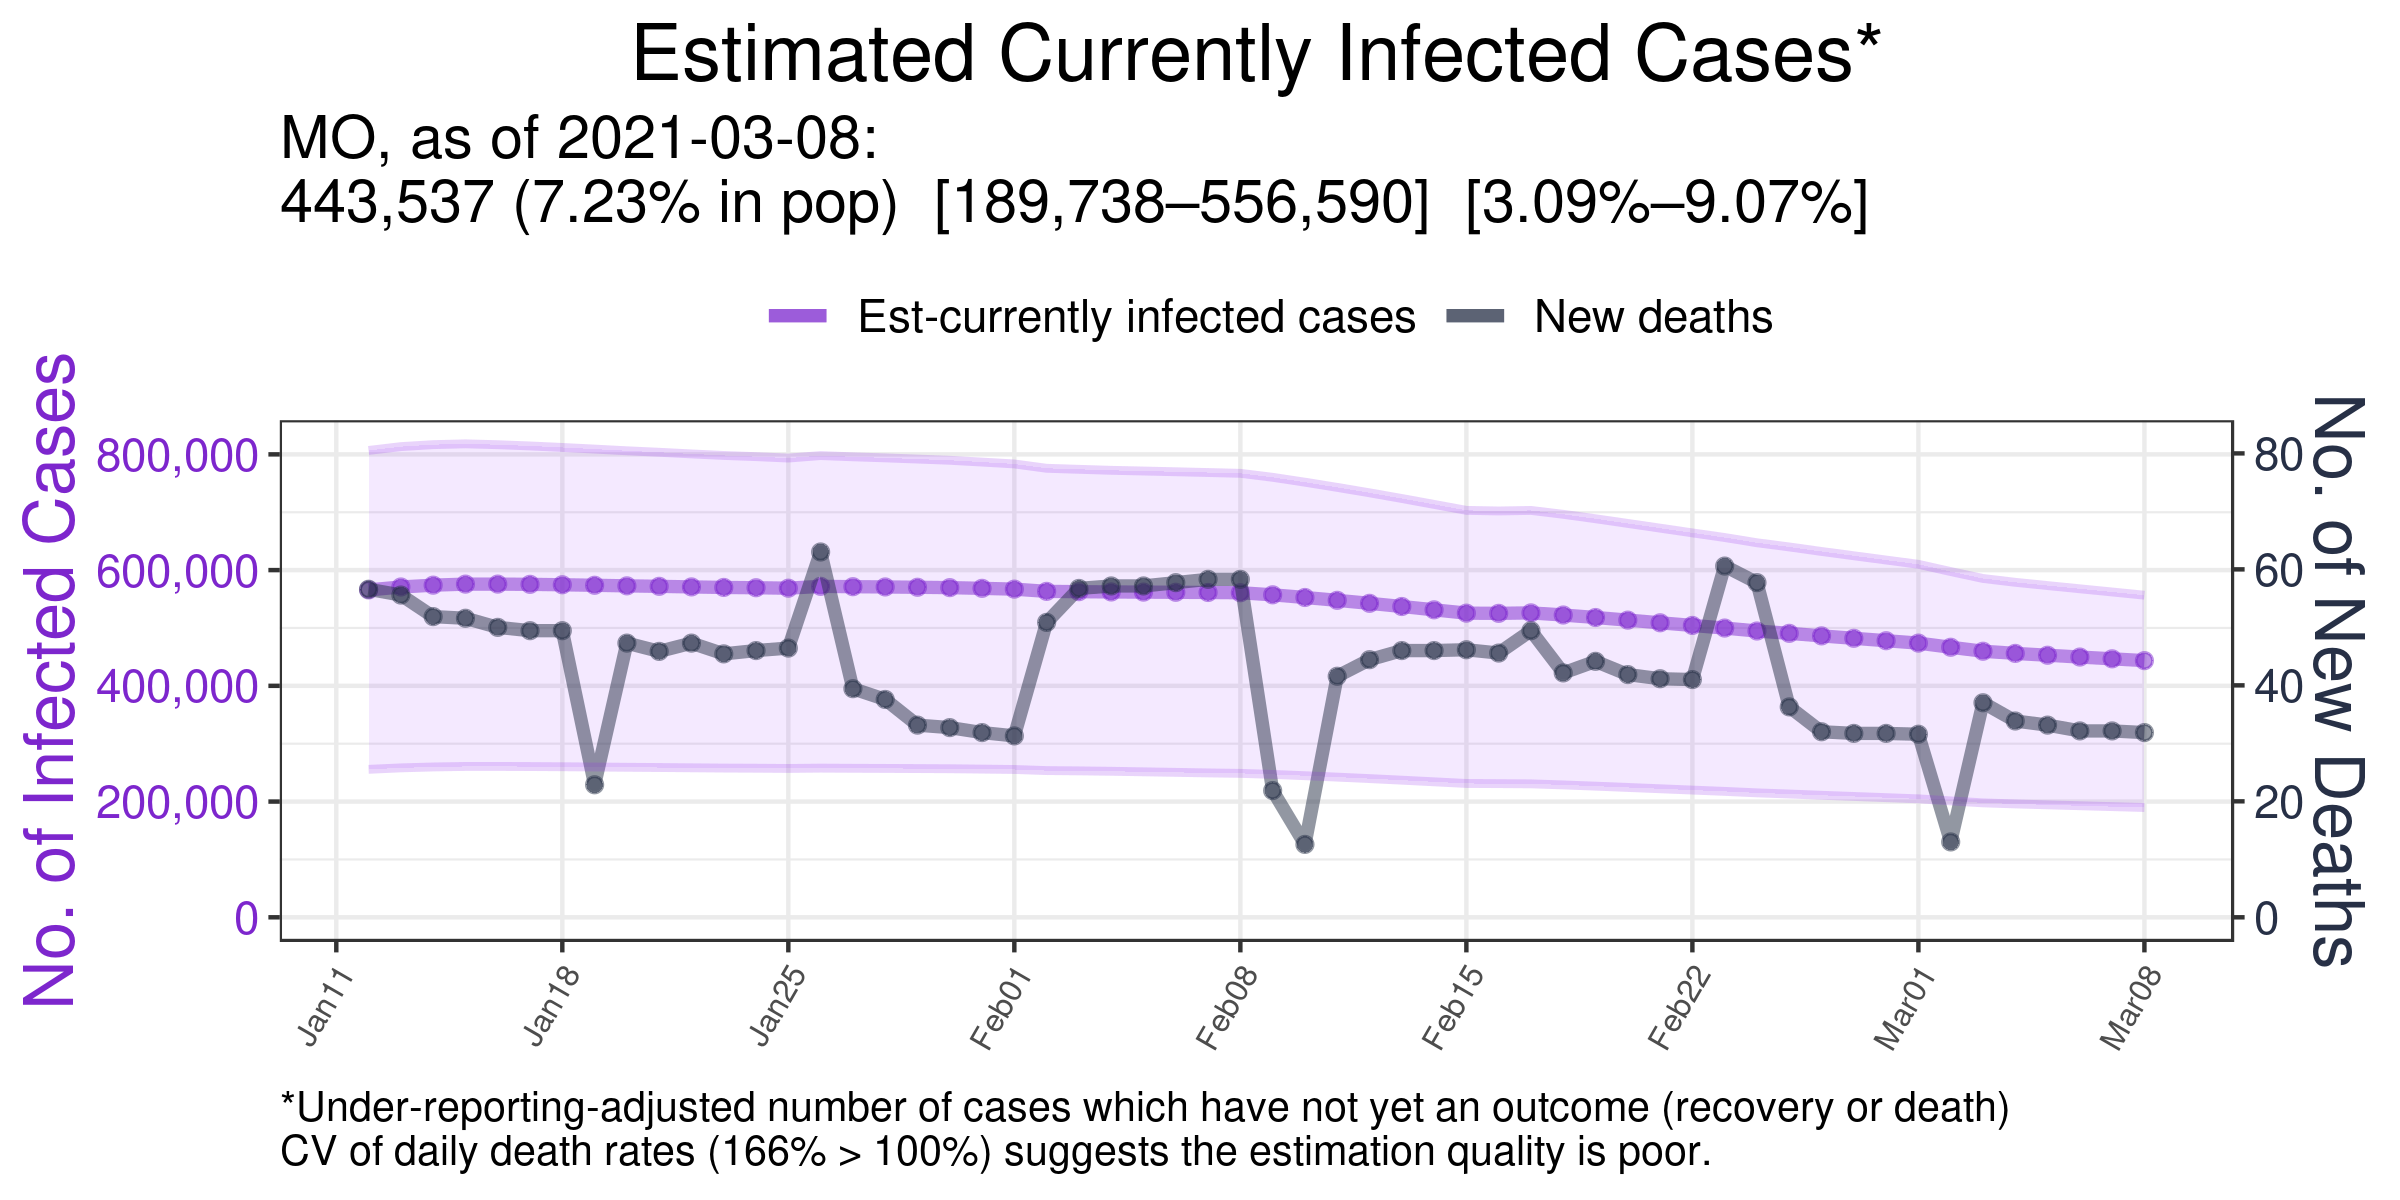 Estimated Currently Infected Cases*
MO, as of 2021-03-08:
443,537 (7.23% in pop)  [189,738–556,590]  [3.09%–9.07%]
Est-currently infected cases
New deaths
No. of Infected Cases
800,000
600,000
400,000
200,000
0
80
60
40
20
0
No. of New Deaths
Jan11
Jan18
Jan25
Feb01
Feb08
Feb15
Feb22
Mar01
Mar08
*Under-reporting-adjusted number of cases which have not yet an outcome (recovery or death)
CV of daily death rates (166% > 100%) suggests the estimation quality is poor.